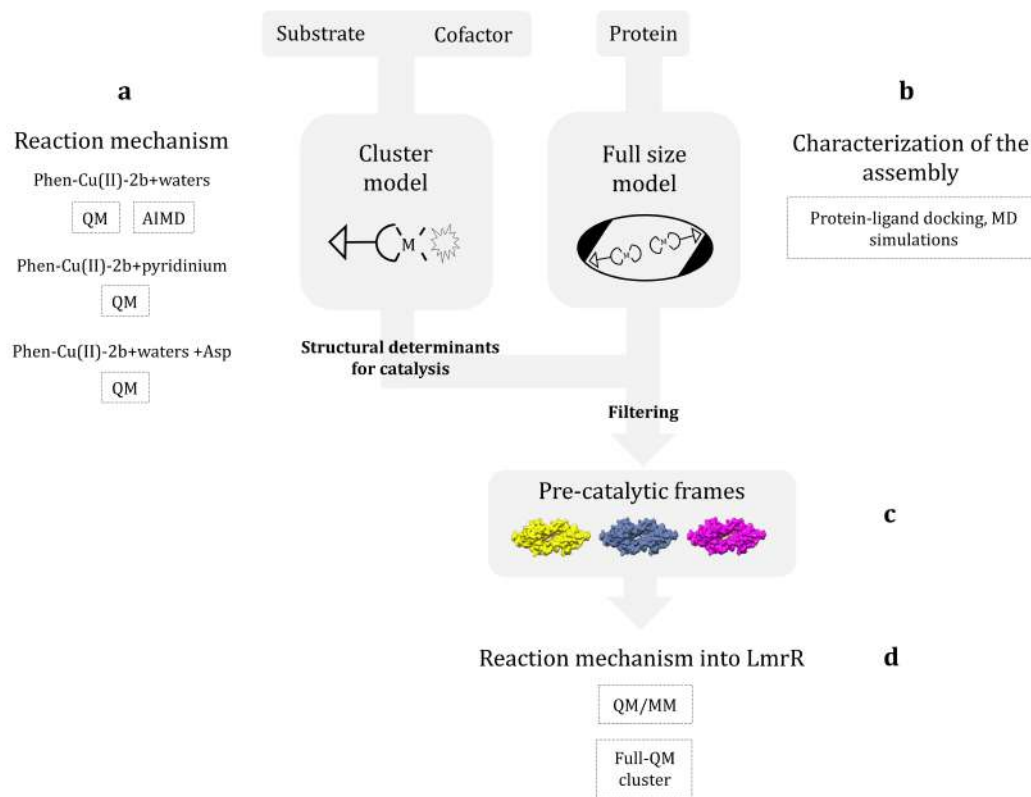 Substrate
Cofactor
Protein
a
Reaction mechanism
Phen-Cu(II)-2b+waters
QM
AIMD
Phen-Cu(II)-2b+pyridinium
QM
Phen-Cu(II)-2b+waters +Asp
QM
Cluster
model
M
Full size
model
M
M
b
Characterization of the
assembly
Protein-ligand docking, MD
simulations
Structural determinants
for catalysis
Filtering
Pre-catalytic frames
c
Reaction mechanism into LmrR
d
QM/MM
Full-QM
cluster